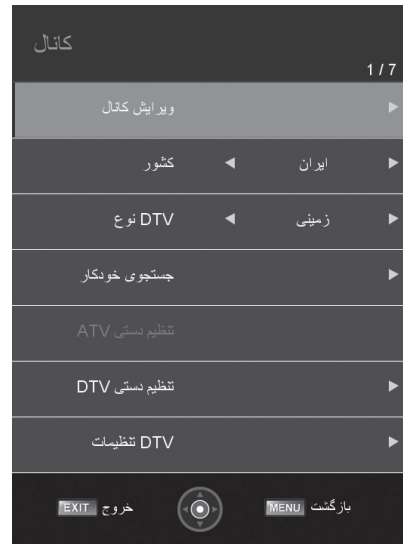 کانال
1 / 7
ویرایش کانال
کشور ایران
DTV نوع زمینی
جستجوی خودکار
تنظیم دستی ATV
تنظیم دستی DTV
DTV تنظیمات
خروج EXIT بازگشت MENU